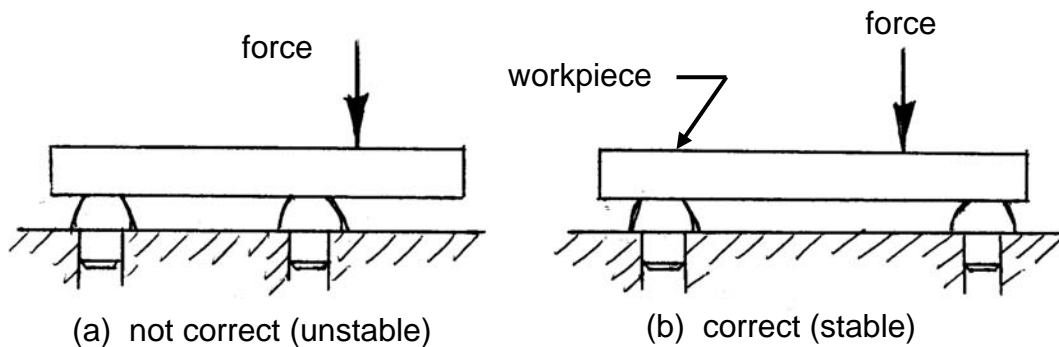 force
force
workpiece
(a) not correct (unstable)
(b) correct (stable)